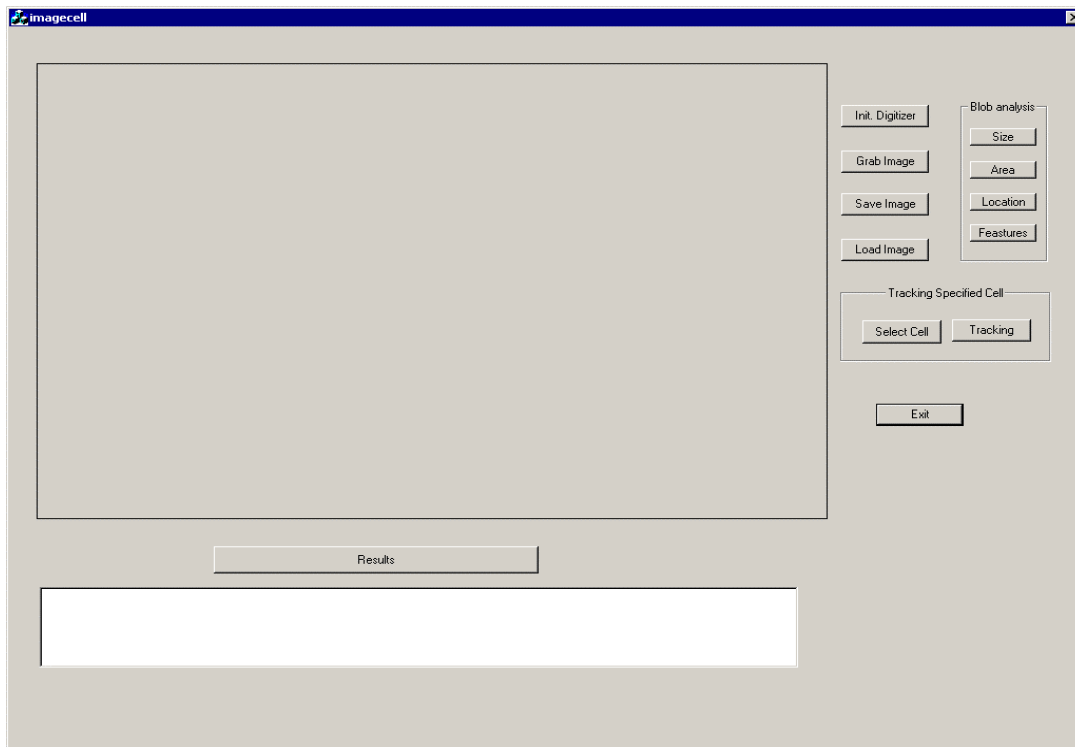 imagecell
Init. Digitizer
Grab Image
Save Image
Load Image
Blob analysis
Size
Area
Location
Feastures
Tracking Specified Cell
Select Cell
Tracking
Exit
Results